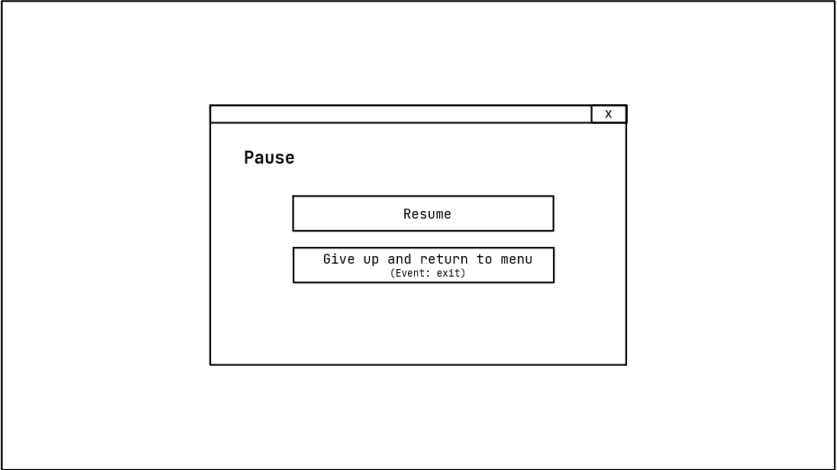 X
Pause
Resume
Give up and return to menu
(Event: exit)